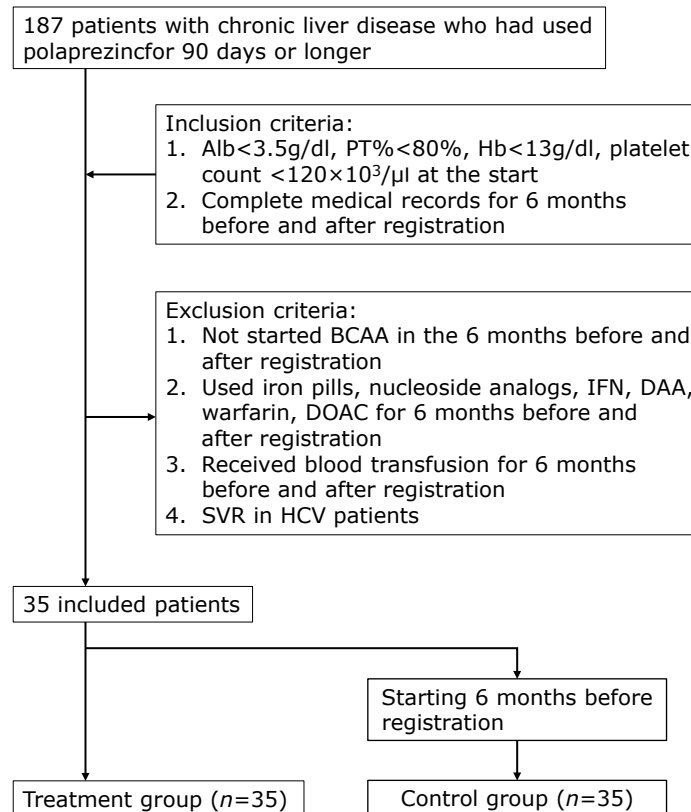 187 patients with chronic liver disease who had used
polaprezincfor 90 days or longer
Inclusion criteria:
1. Alb<3.5g/dl, PT%<80%, Hb<13g/dl, platelet
count <120×10³/μl at the start
2. Complete medical records for 6 months
before and after registration
Exclusion criteria:
1. Not started BCAA in the 6 months before and
after registration
2. Used iron pills, nucleoside analogs, IFN, DAA,
warfarin, DOAC for 6 months before and
after registration
3. Received blood transfusion for 6 months
before and after registration
4. SVR in HCV patients
35 included patients
Starting 6 months before
registration
Treatment group (n=35)
Control group (n=35)